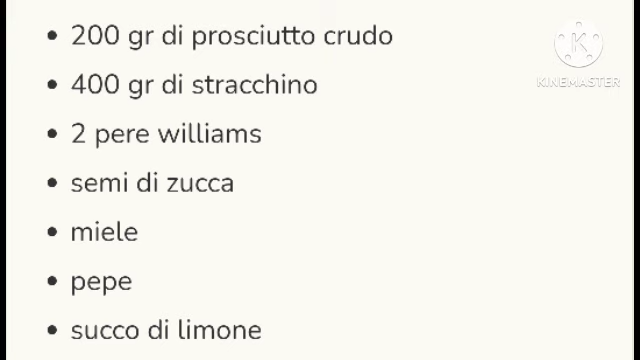 200 gr di prosciutto crudo
400 gr di stracchino
2 pere williams
semi di zucca
miele
pepe
succo di limone
K
KINEMASTER